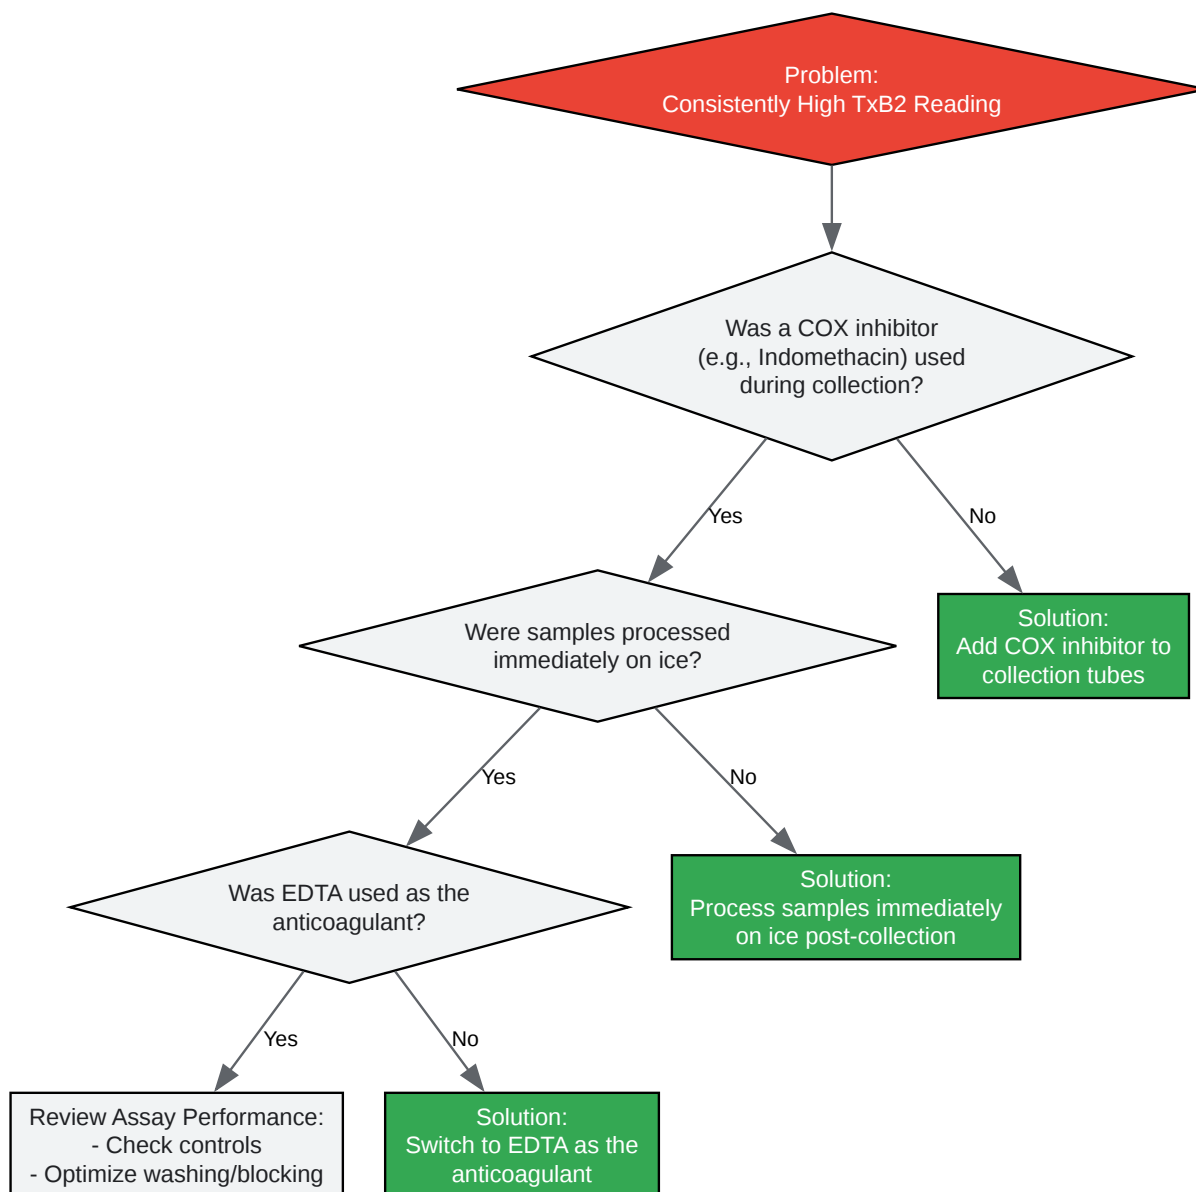 Problem:
Consistently High TxB2 Reading
Was a COX inhibitor
(e.g., Indomethacin) used
during collection?
Yes
No
Were samples processed
immediately on ice?
Solution:
Add COX inhibitor to
collection tubes
Yes
No
Was EDTA used as the
anticoagulant?
Solution:
Process samples immediately
on ice post-collection
Yes
No
Review Assay Performance:
- Check controls
- Optimize washing/blocking
Solution:
Switch to EDTA as the
anticoagulant